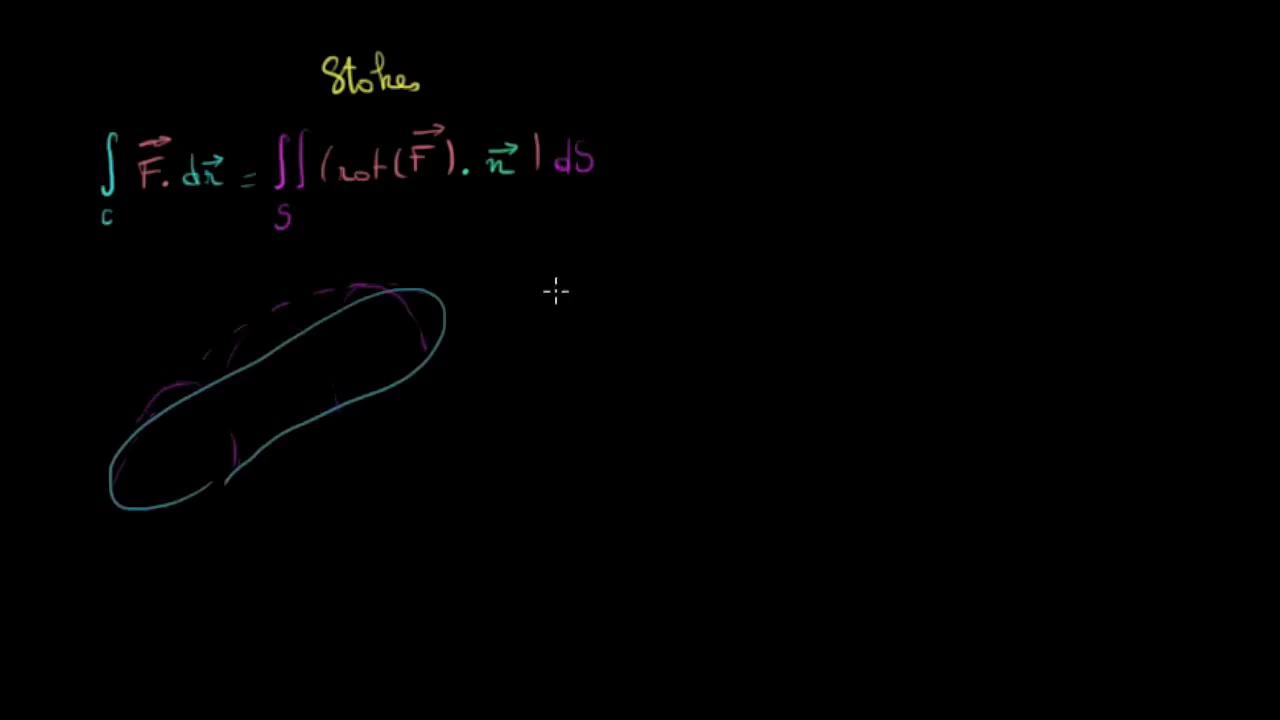 Stokes
∫ F⃗. dr⃗ = ∬ (rot(F⃗). n⃗) dS
C S